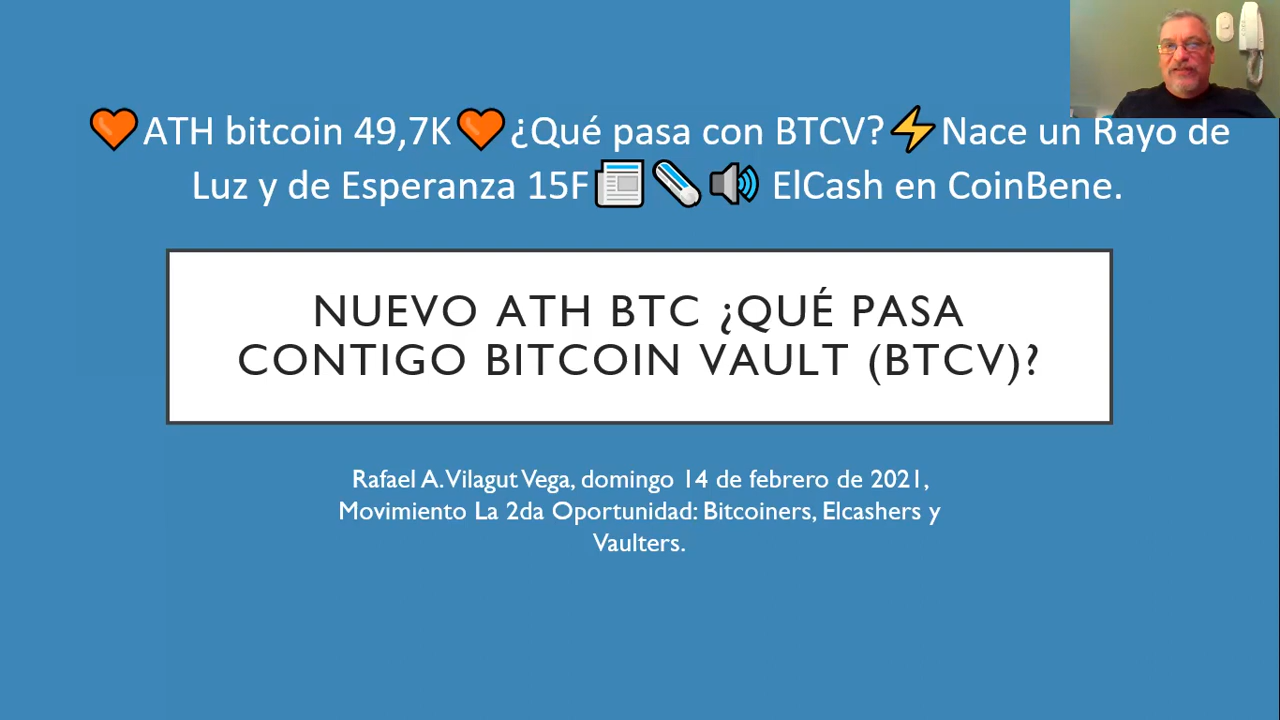 🧡ATH bitcoin 49,7K🧡¿Qué pasa con BTCV?⚡Nace un Rayo de
Luz y de Esperanza 15F📰🗞🔊 ElCash en CoinBene.
NUEVO ATH BTC ¿QUÉ PASA
CONTIGO BITCOIN VAULT (BTCV)?
Rafael A. Vilagut Vega, domingo 14 de febrero de 2021,
Movimiento La 2da Oportunidad: Bitcoiners, Elcashers y
Vaulters.